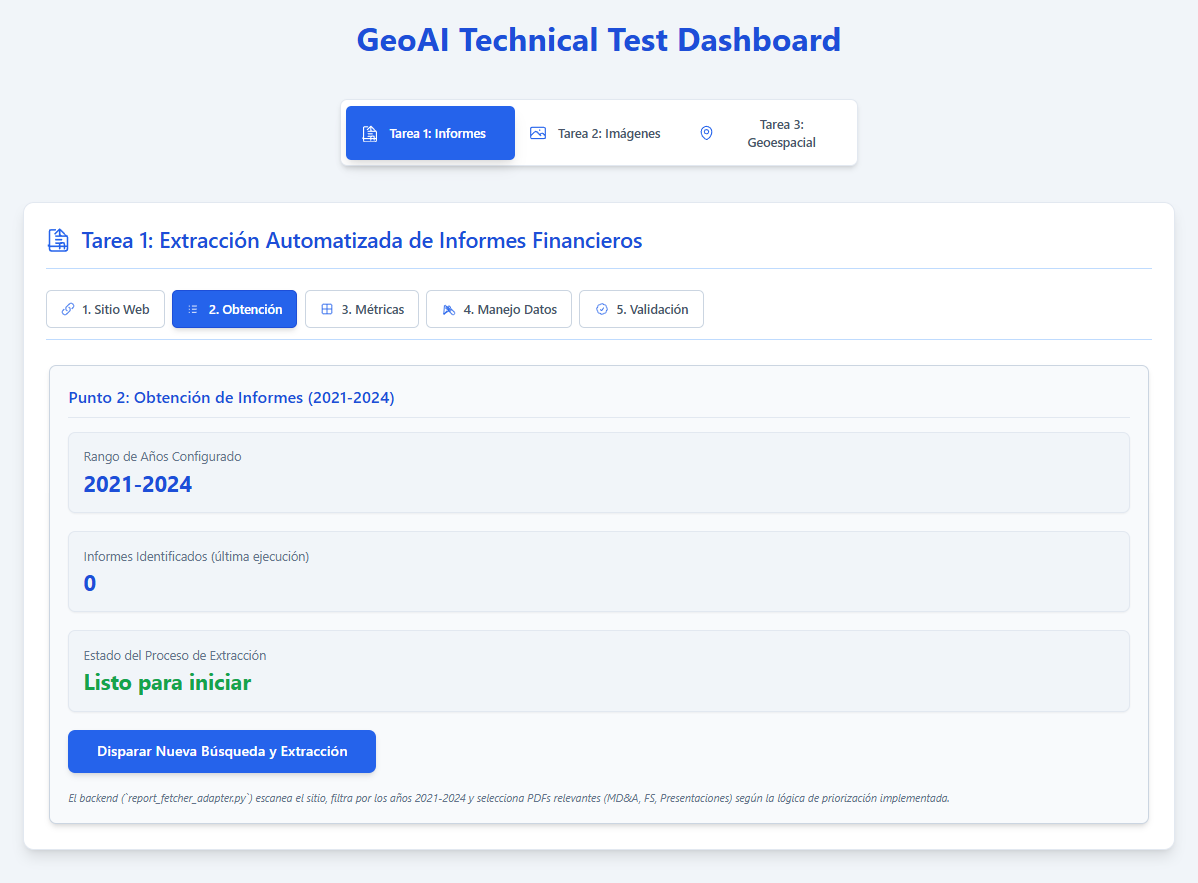 GeoAI Technical Test Dashboard
Tarea 1: Informes
Tarea 2: Imágenes
Tarea 3:
Geoespacial
Tarea 1: Extracción Automatizada de Informes Financieros
1. Sitio Web
2. Obtención
3. Métricas
4. Manejo Datos
5. Validación
Punto 2: Obtención de Informes (2021-2024)
Rango de Años Configurado
2021-2024
Informes Identificados (última ejecución)
0
Estado del Proceso de Extracción
Listo para iniciar
Disparar Nueva Búsqueda y Extracción
El backend (`report_fetcher_adapter.py`) escanea el sitio, filtra por los años 2021-2024 y selecciona PDFs relevantes (MD&A, FS, Presentaciones) según la lógica de priorización implementada.